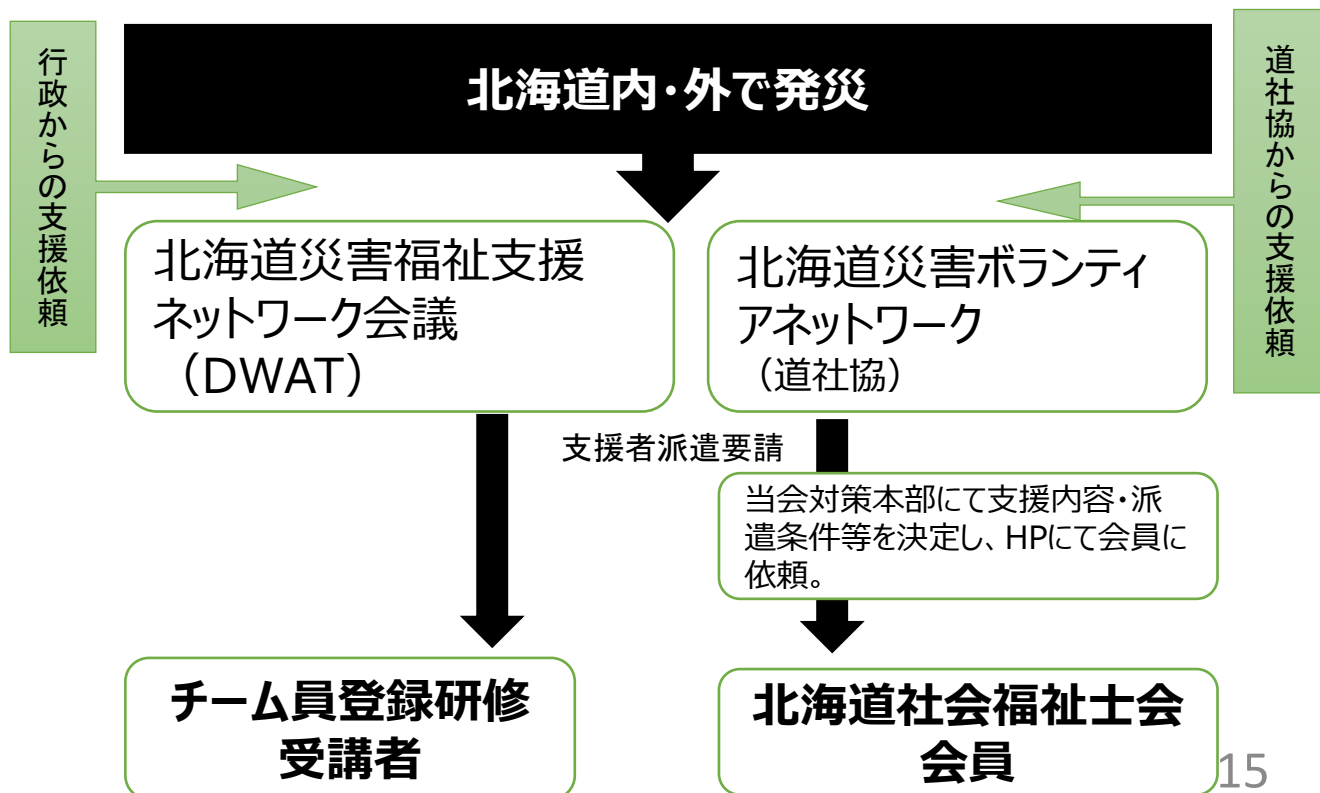 北海道内・外で発災
行政からの支援依頼
道社協からの支援依頼
北海道災害福祉支援
ネットワーク会議
（DWAT）
北海道災害ボランティ
アネットワーク
（道社協）
支援者派遣要請
当会対策本部にて支援内容・派
遣条件等を決定し、HPにて会員に
依頼。
チーム員登録研修
受講者
北海道社会福祉士会
会員
15